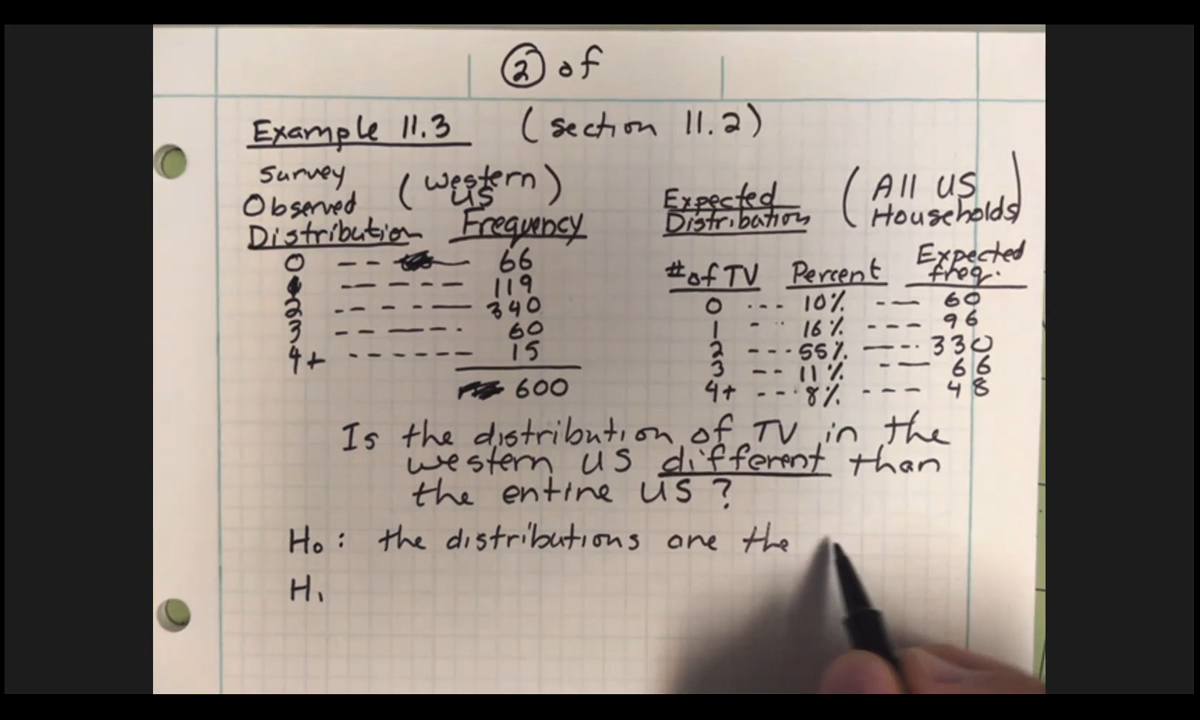 ② of
Example 11.3 (section 11.2)
Survey (Western US)
Observed Distribution Frequency
0 -- -- 66
1 ----- 119
2 ----- 340
3 ----- 60
4+ ------ 15
600
Expected Distribution (All US Households)
# of TV Percent Expected freq.
0 --- 10% -- 60
1 -- 16% --- 96
2 --- 55% ---- 330
3 -- 11% -- 66
4+ --- 8% --- 48
Is the distribution of TV in the
western US different than
the entire US?
H₀: the distributions are the
H₁